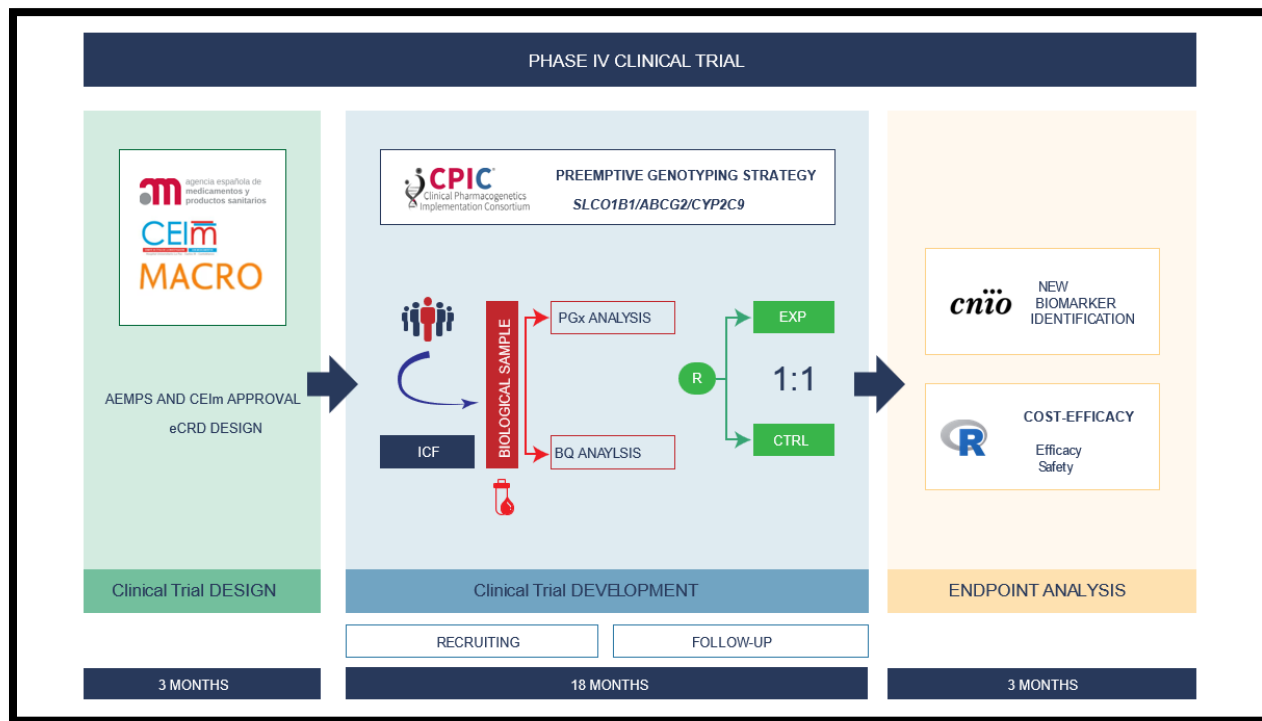 PHASE IV CLINICAL TRIAL
am
agencia española de
medicamentos y
productos sanitarios
CEIm
MACRO
AEMPS AND CEIm APPROVAL
eCRD DESIGN
Clinical Trial DESIGN
3 MONTHS
CPIC
Clinical Pharmacogenetics
Implementation Consortium
PREEMPTIVE GENOTYPING STRATEGY
SLCO1B1/ABCG2/CYP2C9
ICF
BIOLOGICAL SAMPLE
PGx ANALYSIS
BQ ANAYLSIS
R
EXP
1:1
CTRL
Clinical Trial DEVELOPMENT
RECRUITING
FOLLOW-UP
18 MONTHS
cnio
NEW
BIOMARKER
IDENTIFICATION
R
COST-EFFICACY
Efficacy
Safety
ENDPOINT ANALYSIS
3 MONTHS